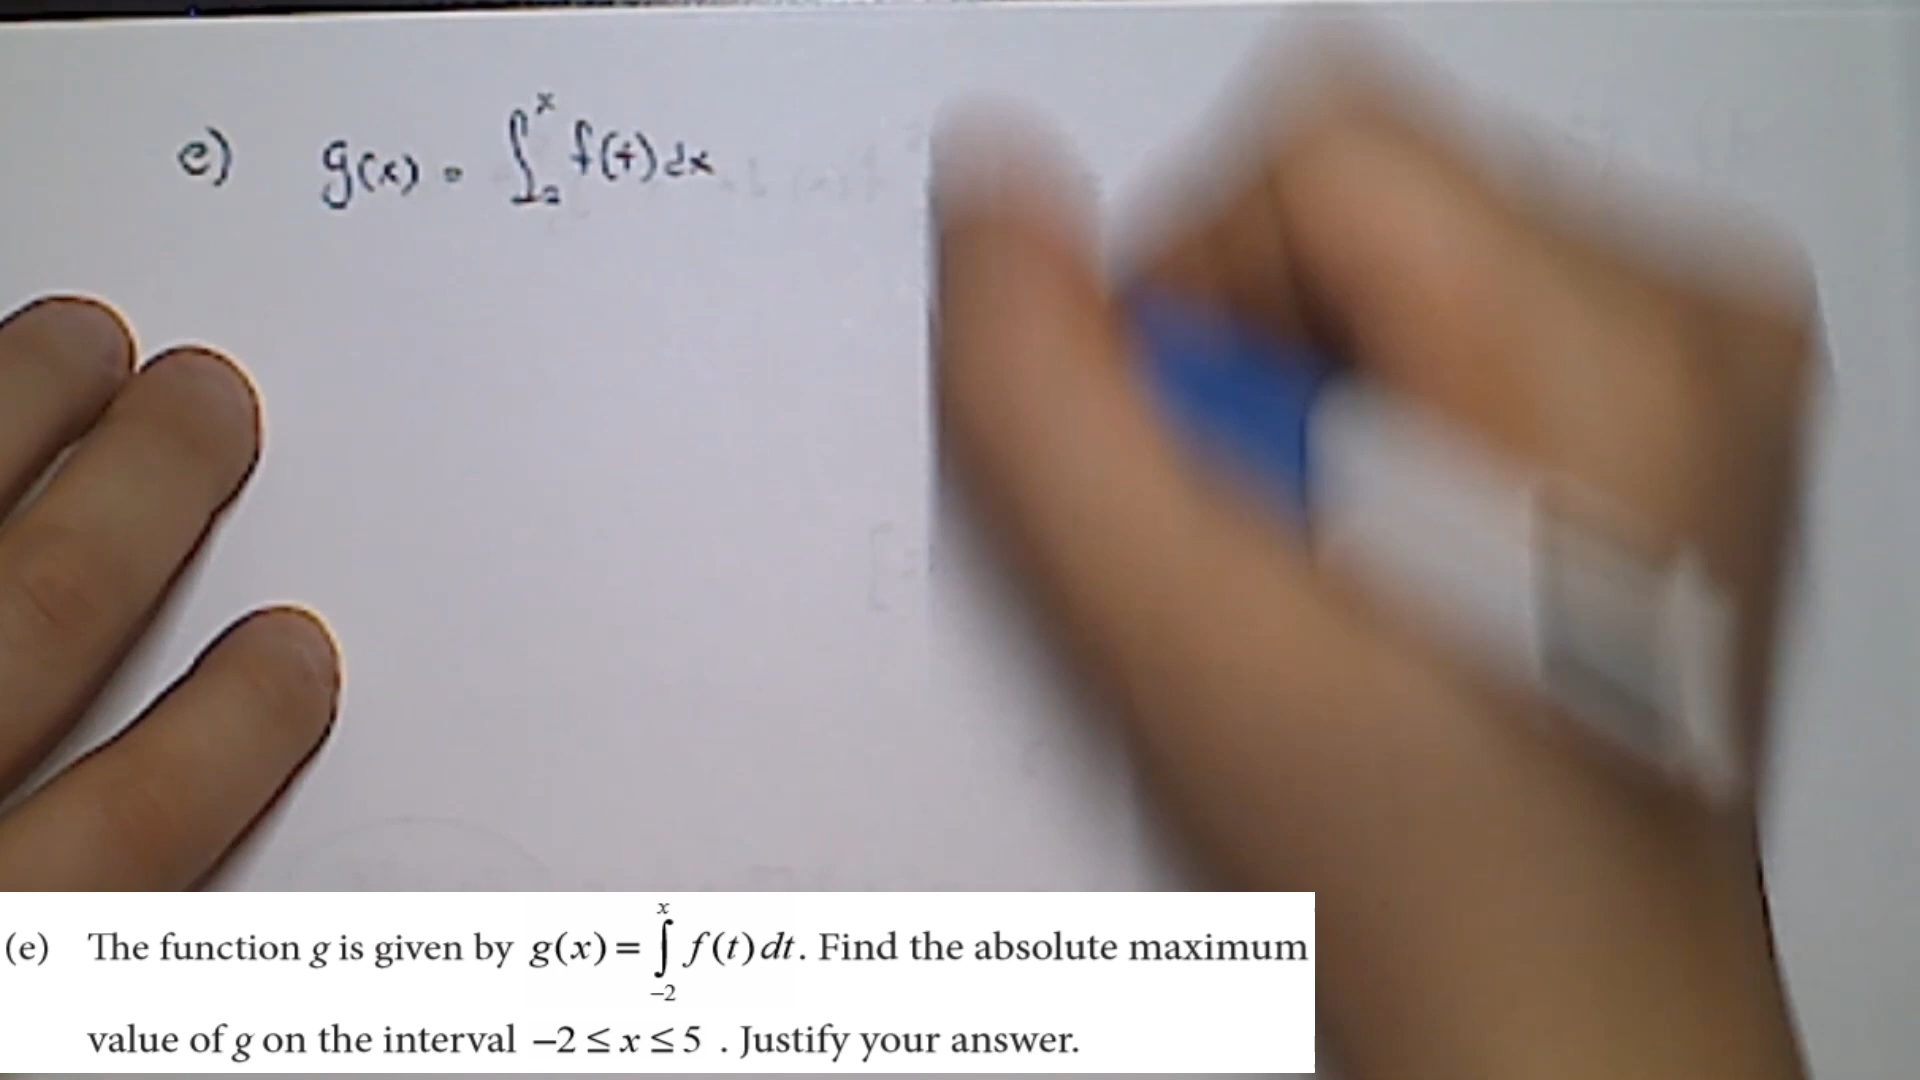 e) g(x) = ∫₋₂ˣ f(t) dx
(e) The function g is given by g(x) = ∫₋₂ˣ f(t) dt. Find the absolute maximum
value of g on the interval −2 ≤ x ≤ 5 . Justify your answer.